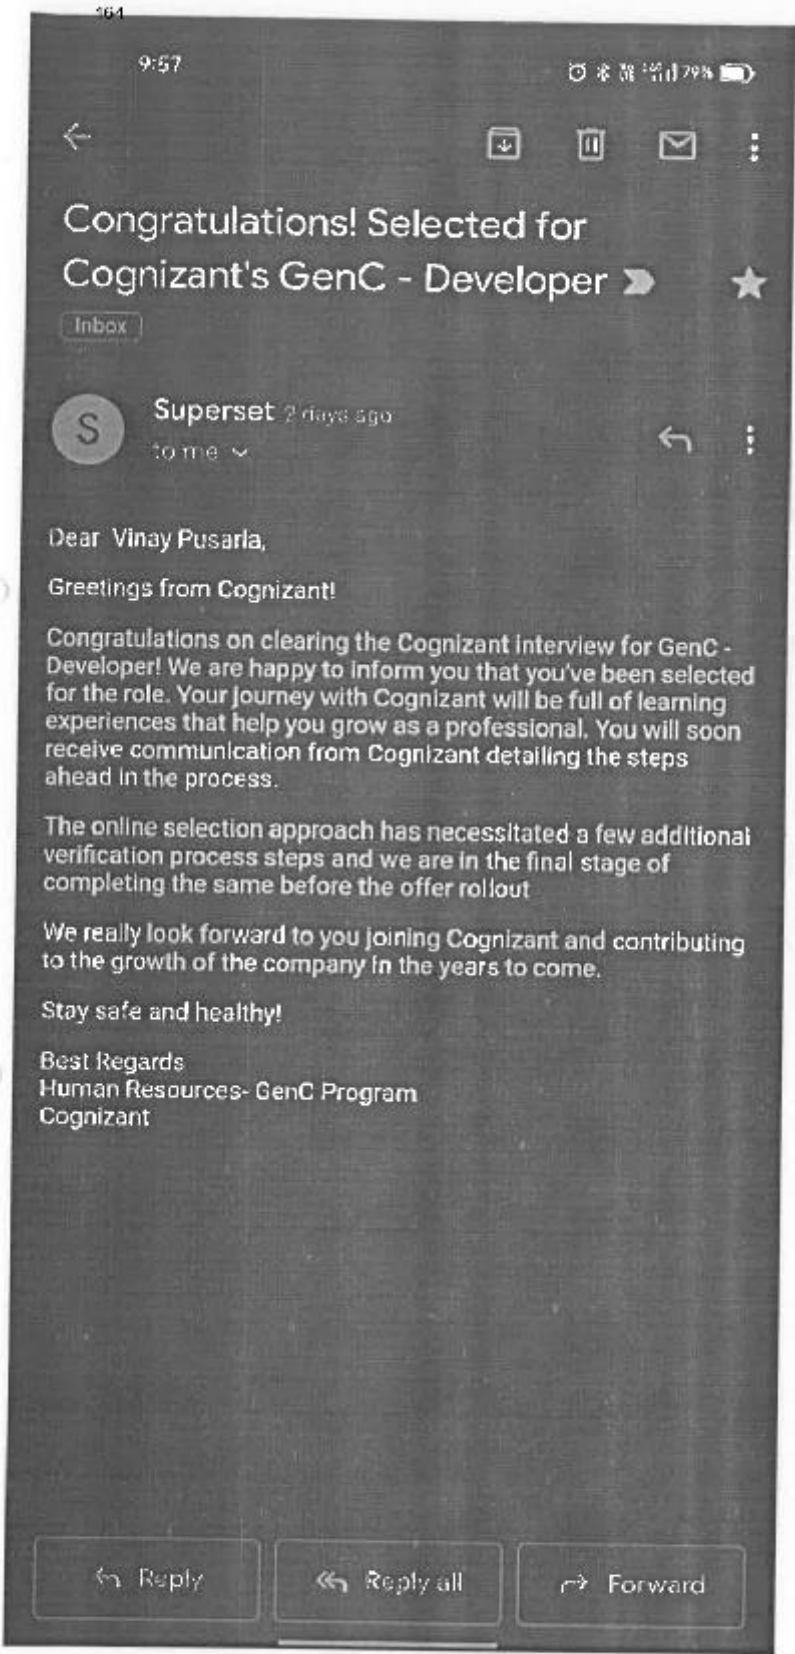 164
9:57
79%
Congratulations! Selected for
Cognizant's GenC - Developer
Inbox
S
Superset 2 days ago
to me
Dear Vinay Pusarla,
Greetings from Cognizant!
Congratulations on clearing the Cognizant interview for GenC -
Developer! We are happy to inform you that you've been selected
for the role. Your journey with Cognizant will be full of learning
experiences that help you grow as a professional. You will soon
receive communication from Cognizant detailing the steps
ahead in the process.
The online selection approach has necessitated a few additional
verification process steps and we are in the final stage of
completing the same before the offer rollout
We really look forward to you joining Cognizant and contributing
to the growth of the company in the years to come.
Stay safe and healthy!
Best Regards
Human Resources- GenC Program
Cognizant
Reply
Reply all
Forward